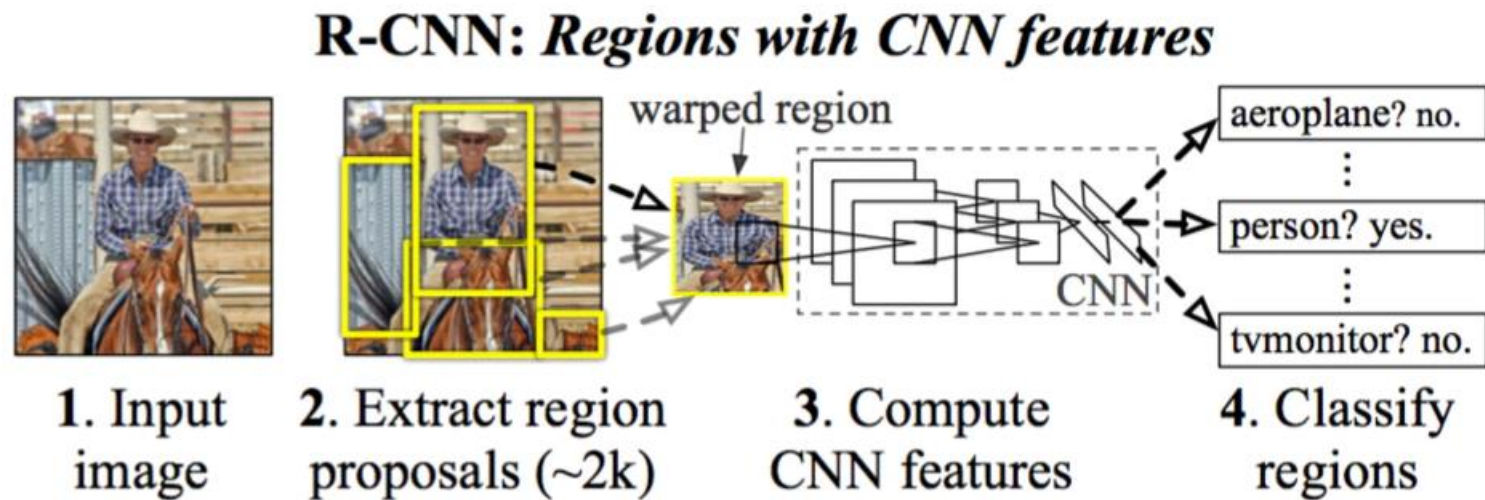 R-CNN: Regions with CNN features
warped region
aeroplane? no.
person? yes.
tvmonitor? no.
CNN
1. Input
image
2. Extract region
proposals (~2k)
3. Compute
CNN features
4. Classify
regions